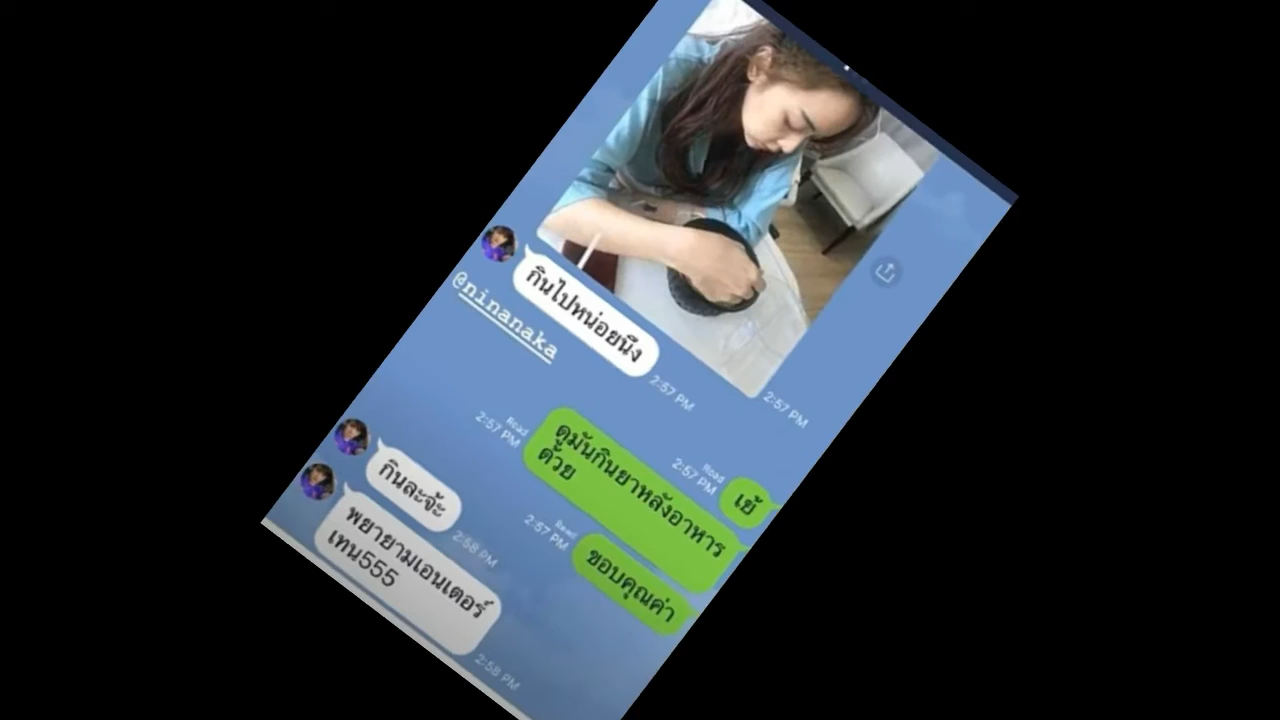 กินไปหน่อยนึง
2:57 PM
2:57 PM
@ninanaka
Read
2:57 PM
เย้
Read
2:57 PM
ดูมันกินยาหลังอาหาร
ด้วย
Read
2:57 PM
ขอบคุณค่า
กินละจ้ะ
2:58 PM
พยายามเอนเตอร์
เทน555
2:58 PM